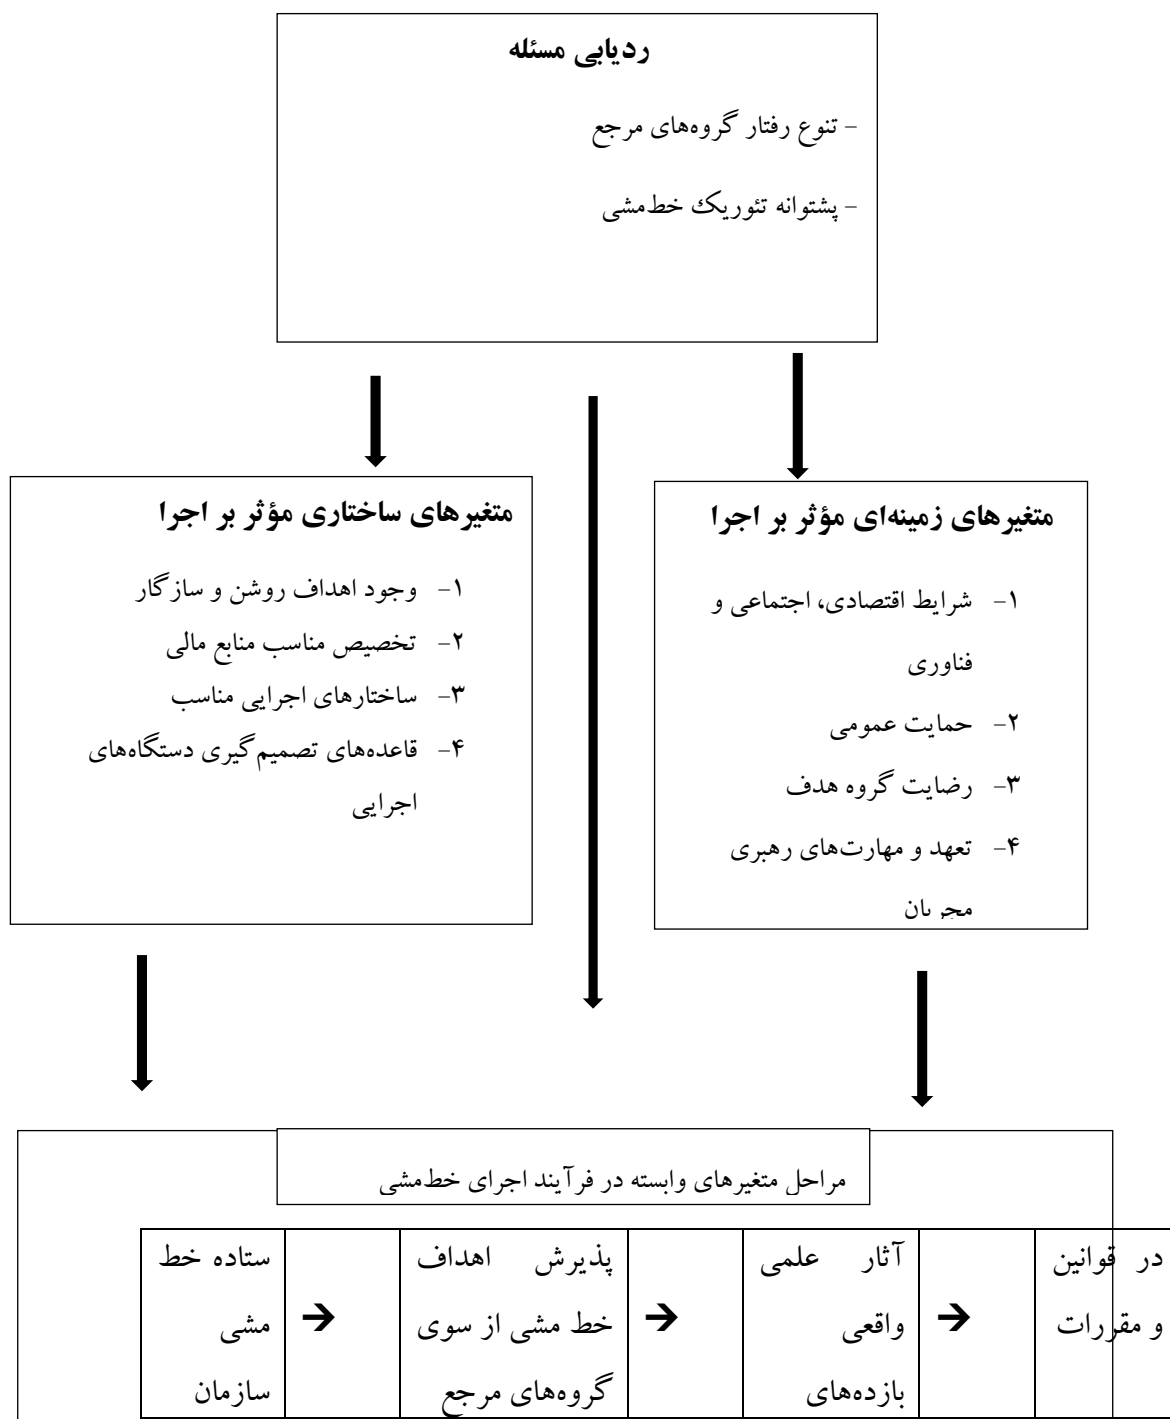 ردیابی مسئله
- تنوع رفتار گروه‌های مرجع
- پشتوانه تئوریک خط‌مشی
متغیرهای زمینه‌ای مؤثر بر اجرا
۱- شرایط اقتصادی، اجتماعی و
فناوری
۲- حمایت عمومی
۳- رضایت گروه هدف
۴- تعهد و مهارت‌های رهبری
مجریان
متغیرهای ساختاری مؤثر بر اجرا
۱- وجود اهداف روشن و سازگار
۲- تخصیص مناسب منابع مالی
۳- ساختارهای اجرایی مناسب
۴- قاعده‌های تصمیم‌گیری دستگاه‌های
اجرایی
مراحل متغیرهای وابسته در فرآیند اجرای خط‌مشی
ستاده خط
مشی
سازمان
پذیرش اهداف
خط مشی از سوی
گروه‌های مرجع
آثار علمی
واقعی
بازده‌های
در قوانین
و مقررات